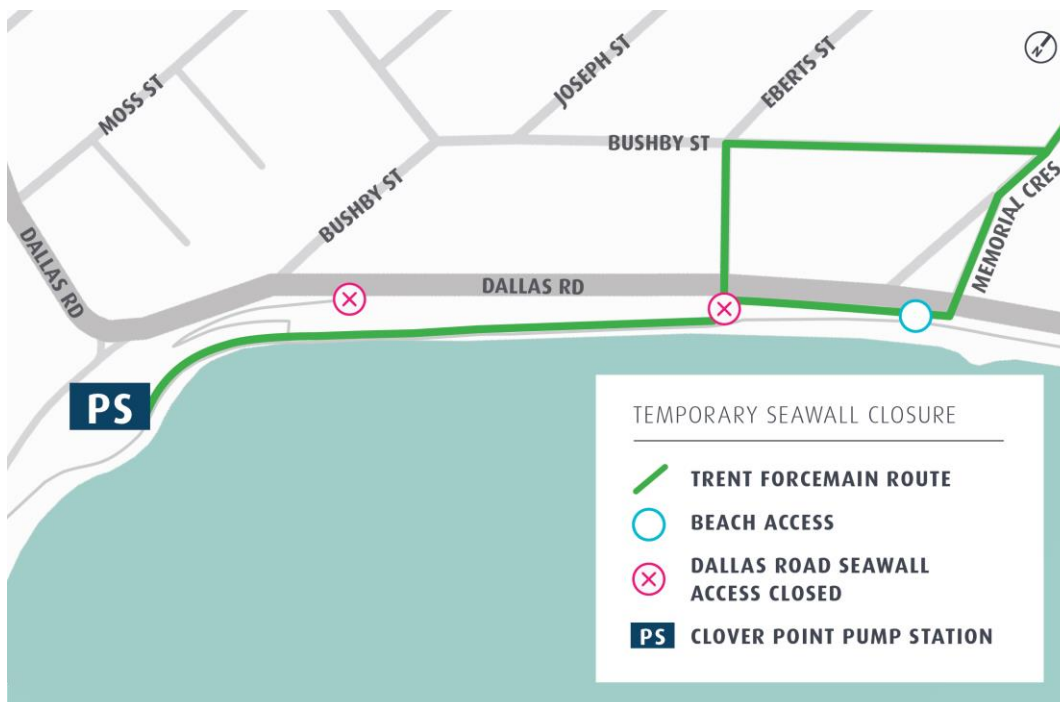 MOSS ST
JOSEPH ST
EBERTS ST
N
BUSHBY ST
BUSHBY ST
MEMORIAL CRES
DALLAS RD
DALLAS RD
PS
TEMPORARY SEAWALL CLOSURE
TRENT FORCEMAIN ROUTE
BEACH ACCESS
DALLAS ROAD SEAWALL
ACCESS CLOSED
PS CLOVER POINT PUMP STATION